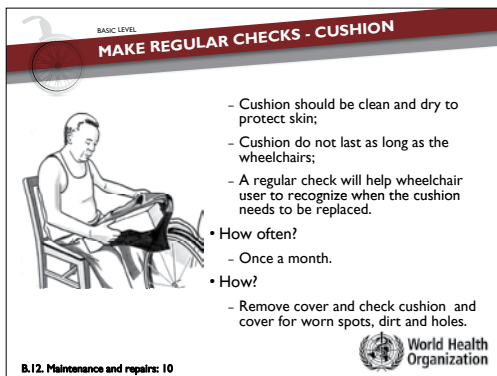 BASIC LEVEL
MAKE REGULAR CHECKS - CUSHION
– Cushion should be clean and dry to
protect skin;
– Cushion do not last as long as the
wheelchairs;
– A regular check will help wheelchair
user to recognize when the cushion
needs to be replaced.
• How often?
– Once a month.
• How?
– Remove cover and check cushion and
cover for worn spots, dirt and holes.
World Health
Organization
B.12. Maintenance and repairs: 10